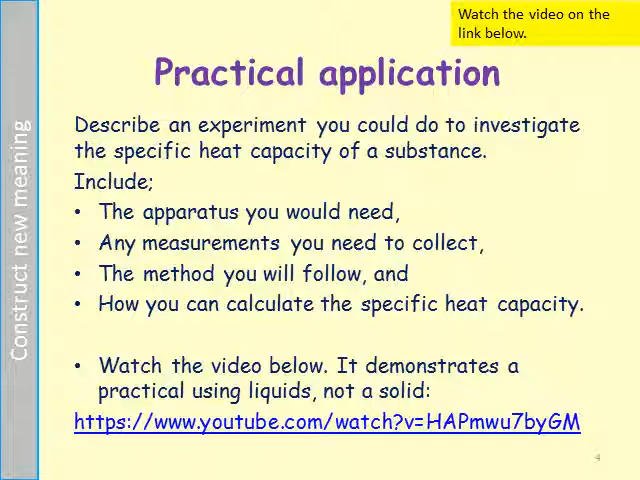 Watch the video on the
link below.
Practical application
Construct new meaning
Describe an experiment you could do to investigate
the specific heat capacity of a substance.
Include;
• The apparatus you would need,
• Any measurements you need to collect,
• The method you will follow, and
• How you can calculate the specific heat capacity.
• Watch the video below. It demonstrates a
practical using liquids, not a solid:
https://www.youtube.com/watch?v=HAPmwu7byGM
4